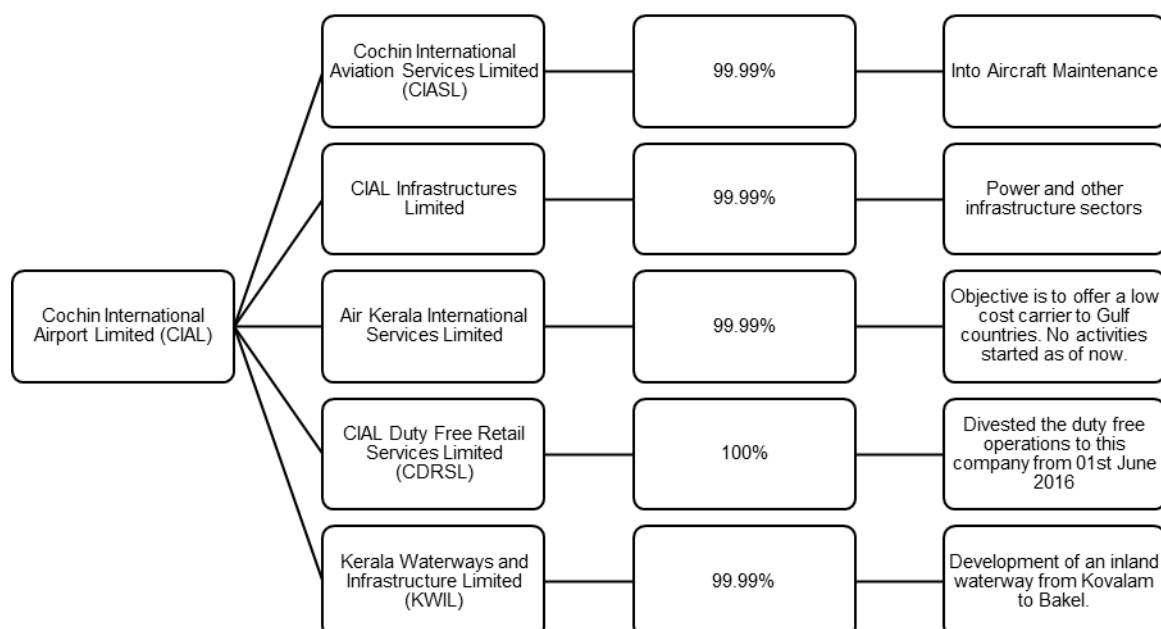 Cochin International
Airport Limited (CIAL)
Cochin International
Aviation Services Limited
(CIASL)
99.99%
Into Aircraft Maintenance
CIAL Infrastructures
Limited
99.99%
Power and other
infrastructure sectors
Air Kerala International
Services Limited
99.99%
Objective is to offer a low
cost carrier to Gulf
countries. No activities
started as of now.
CIAL Duty Free Retail
Services Limited
(CDRSL)
100%
Divested the duty free
operations to this
company from 01st June
2016
Kerala Waterways and
Infrastructure Limited
(KWIL)
99.99%
Development of an inland
waterway from Kovalam
to Bakel.